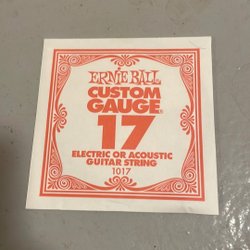 ERNIE BALL
CUSTOM
GAUGE®
17
ELECTRIC OR ACOUSTIC
GUITAR STRING
1017